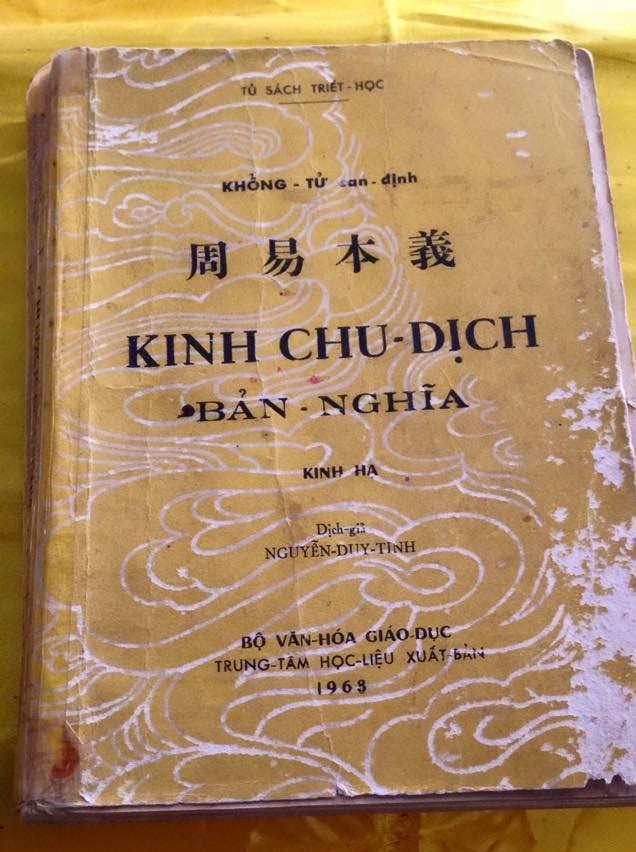 TỦ SÁCH TRIẾT-HỌC
KHỔNG - TỬ san - định
周易本義
KINH CHU-DỊCH
BẢN - NGHĨA
KINH HẠ
Dịch-giả
NGUYỄN-DUY-TINH
BỘ VĂN-HÓA GIÁO-DỤC
TRUNG-TÂM HỌC-LIỆU XUẤT-BẢN